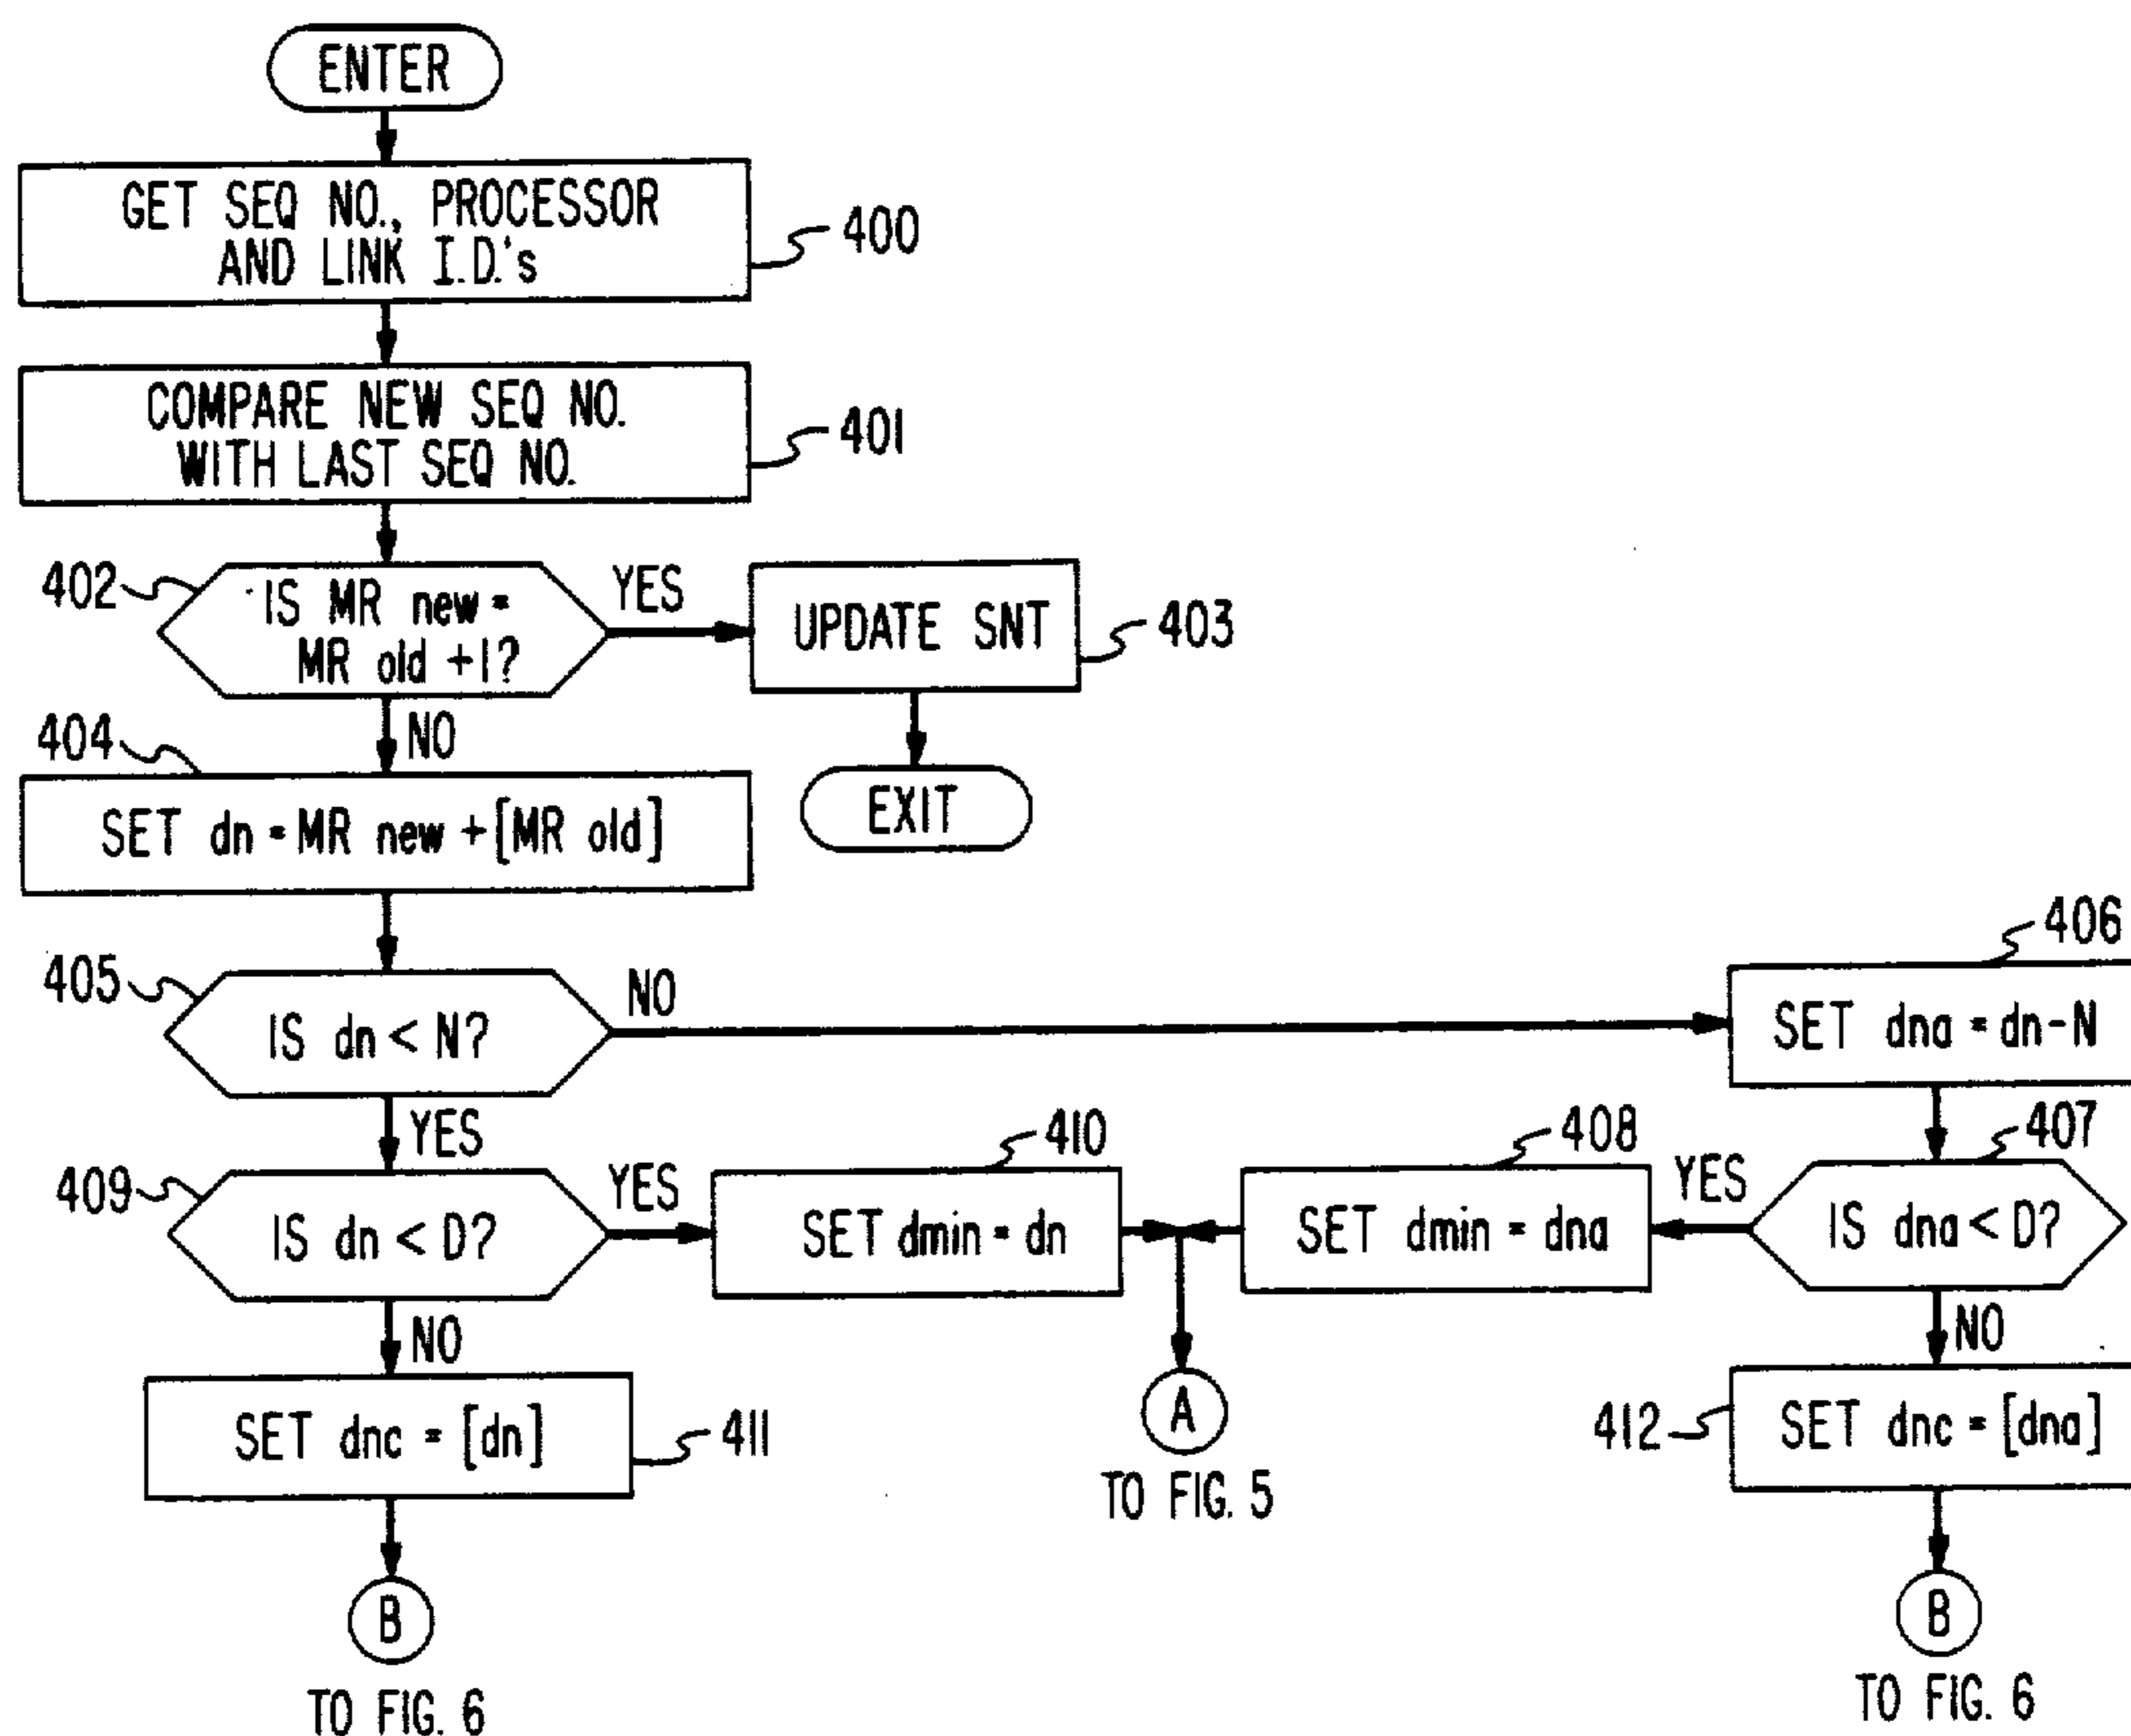 ENTER
GET SEQ NO., PROCESSOR
AND LINK I.D.'s
400
COMPARE NEW SEQ NO.
WITH LAST SEQ NO.
401
402
IS MR new =
MR old +1?
YES
UPDATE SNT
403
NO
EXIT
404
SET dn = MR new + [MR old]
405
IS dn < N?
NO
406
SET dna = dn-N
YES
409
IS dn < D?
YES
410
SET dmin = dn
408
SET dmin = dna
YES
407
IS dna < D?
NO
SET dnc = [dn]
411
A
TO FIG. 5
NO
412
SET dnc = [dna]
B
TO FIG. 6
B
TO FIG. 6